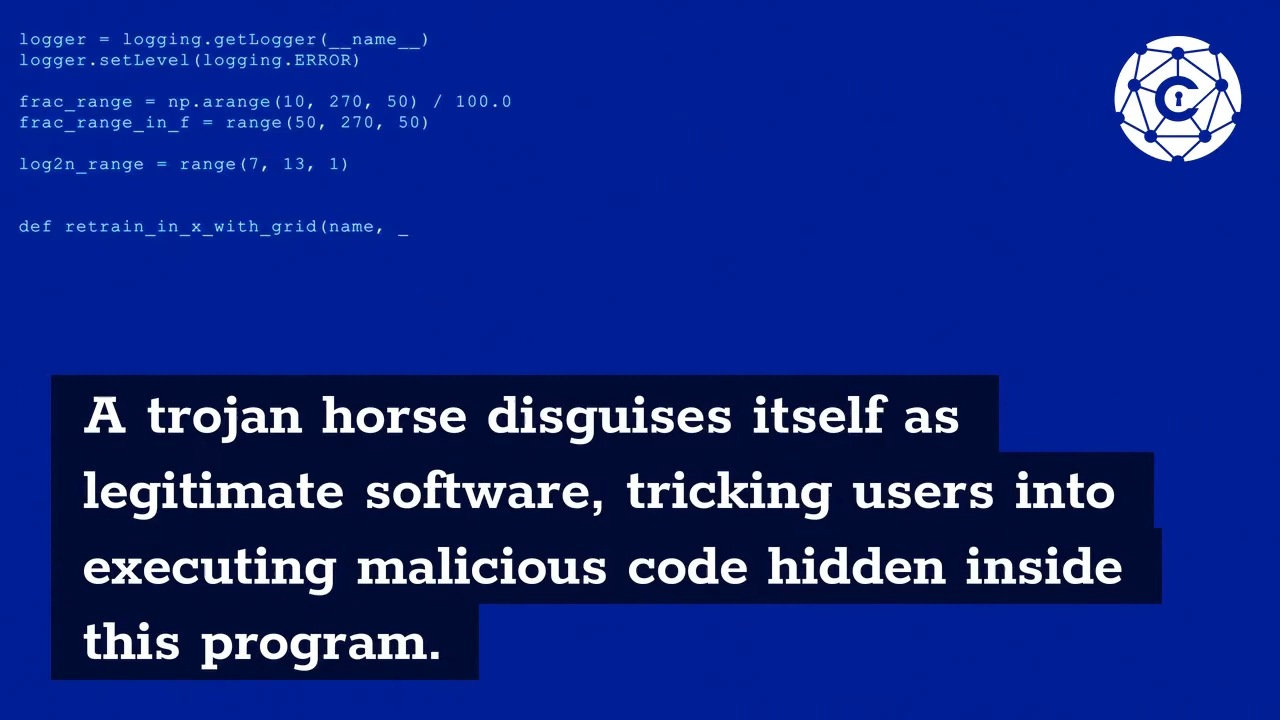 logger = logging.getLogger(__name__)
logger.setLevel(logging.ERROR)
frac_range = np.arange(10, 270, 50) / 100.0
frac_range_in_f = range(50, 270, 50)
log2n_range = range(7, 13, 1)
def retrain_in_x_with_grid(name, _
C
A trojan horse disguises itself as
legitimate software, tricking users into
executing malicious code hidden inside
this program.